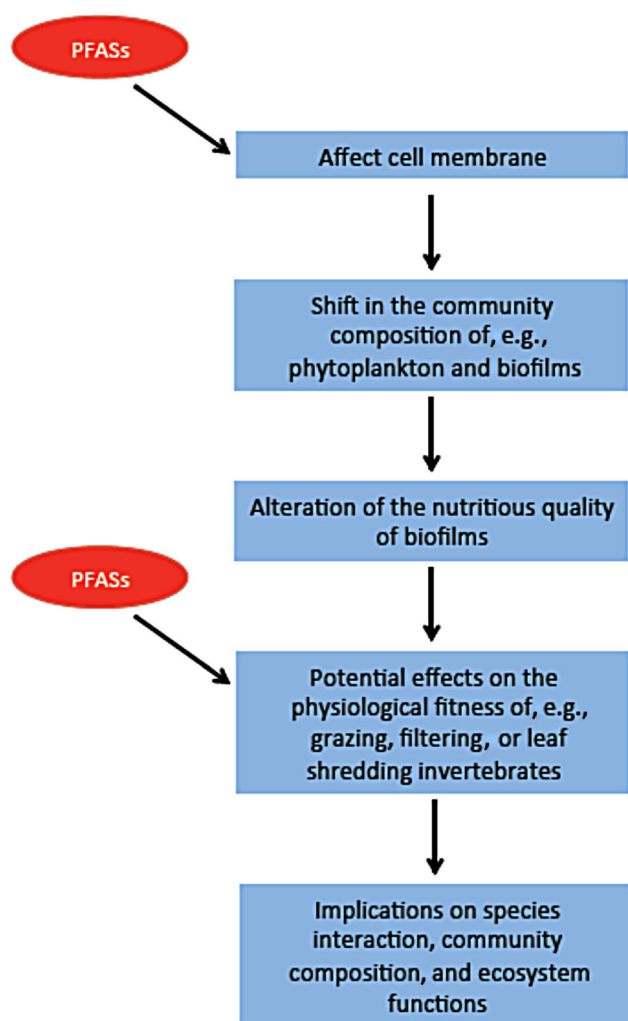 PFASs
Affect cell membrane
Shift in the community
composition of, e.g.,
phytoplankton and biofilms
Alteration of the nutritious quality
of biofilms
PFASs
Potential effects on the
physiological fitness of, e.g.,
grazing, filtering, or leaf
shredding invertebrates
Implications on species
interaction, community
composition, and ecosystem
functions